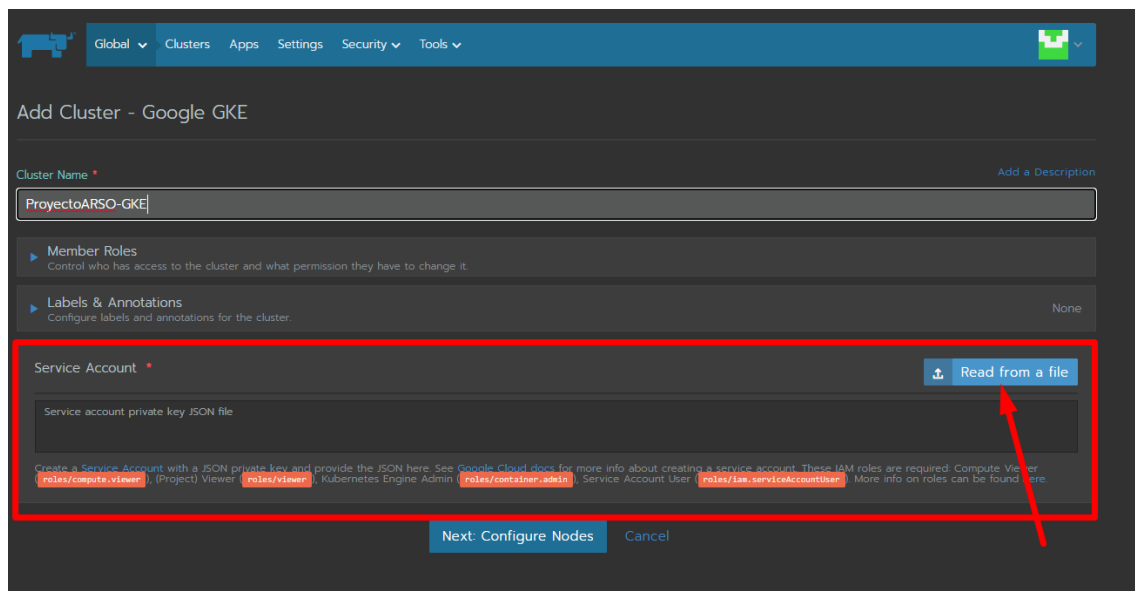 Global Clusters Apps Settings Security Tools
Add Cluster - Google GKE
Cluster Name *
Add a Description
ProyectoARSO-GKE
Member Roles
Control who has access to the cluster and what permission they have to change it.
Labels & Annotations
Configure labels and annotations for the cluster.
None
Service Account *
Read from a file
Service account private key JSON file
Create a Service Account with a JSON private key and provide the JSON here. See Google Cloud docs for more info about creating a service account. These IAM roles are required: Compute Viewer
(roles/compute.viewer), (Project) Viewer (roles/viewer), Kubernetes Engine Admin (roles/container.admin), Service Account User (roles/iam.serviceAccountUser). More info on roles can be found here.
Next: Configure Nodes
Cancel